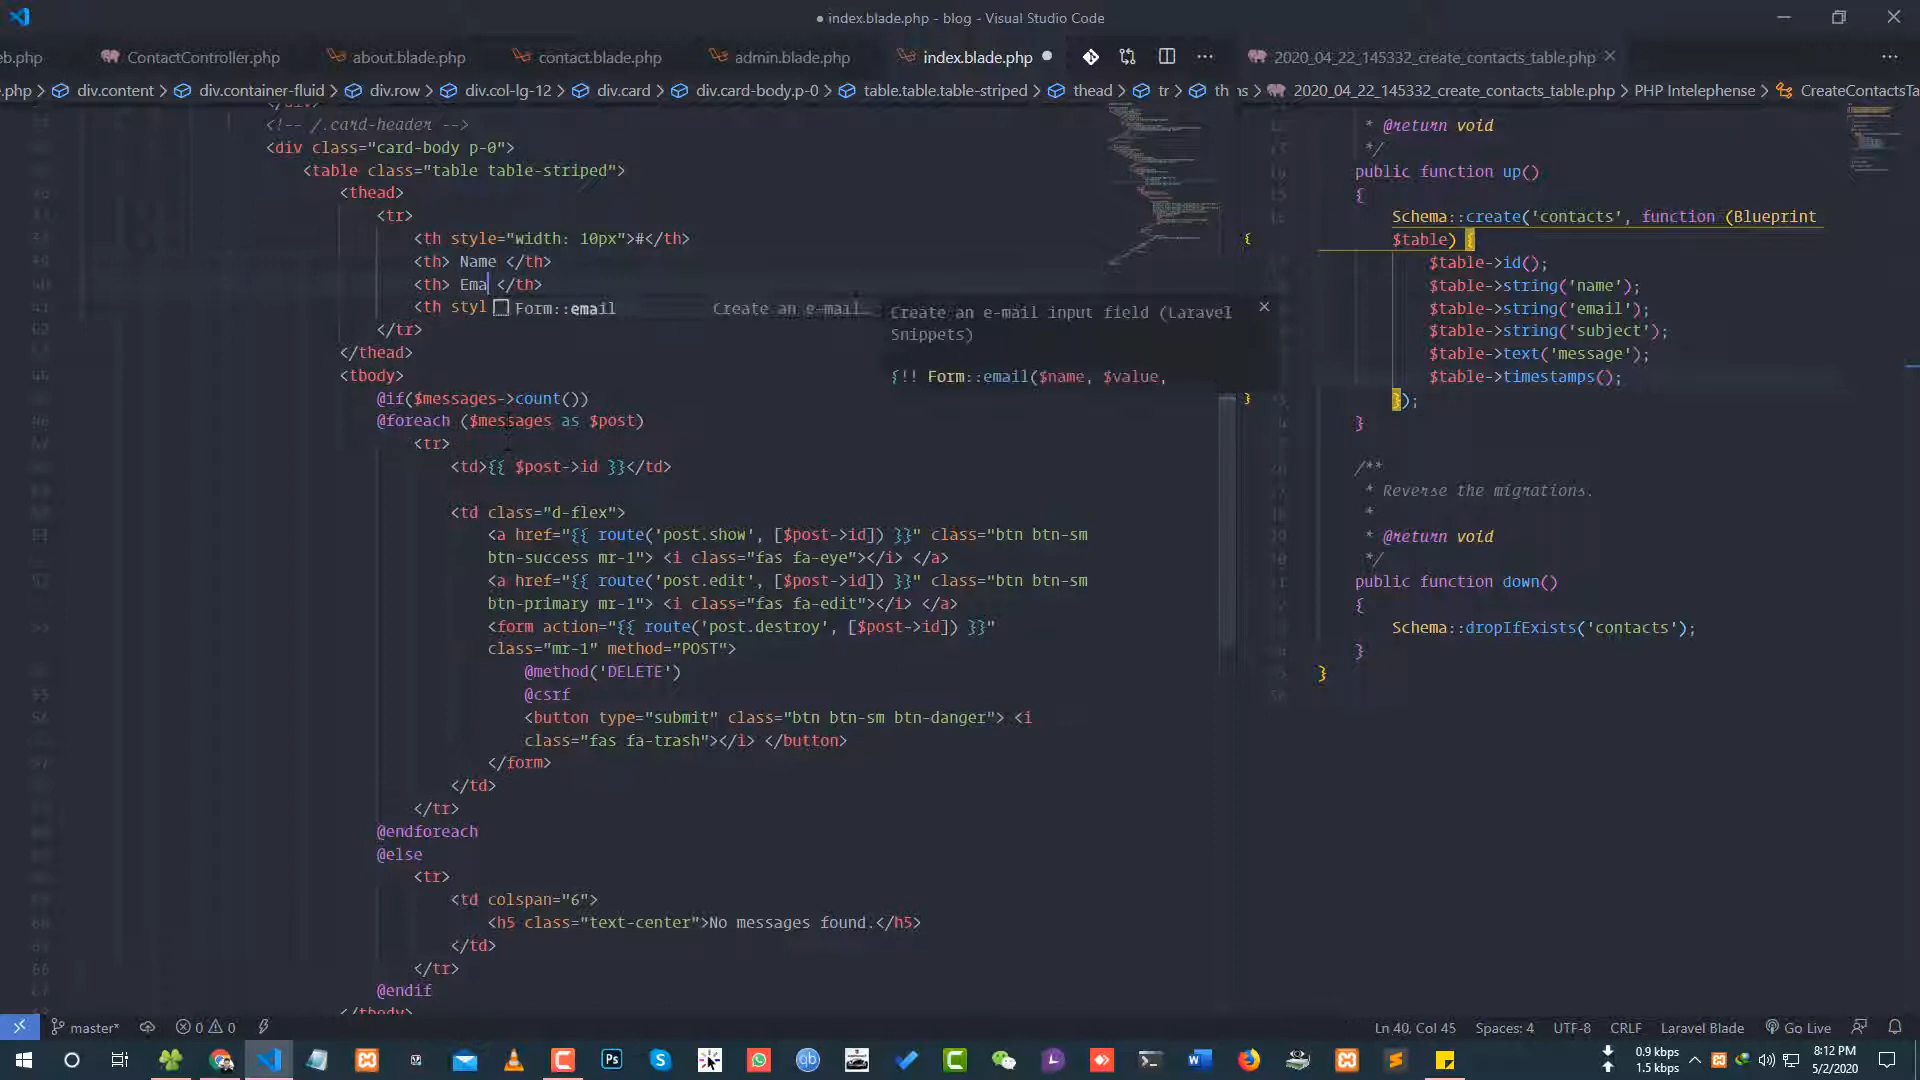 ● index.blade.php - blog - Visual Studio Code
eb.php
ContactController.php
about.blade.php
contact.blade.php
admin.blade.php
index.blade.php
2020_04_22_145332_create_contacts_table.php
.php > div.content > div.container-fluid > div.row > div.col-lg-12 > div.card > div.card-body.p-0 > table.table.table-striped > thead > tr > th
2020_04_22_145332_create_contacts_table.php > PHP Intelephense > CreateContactsTa
<!-- /.card-header -->
<div class="card-body p-0">
<table class="table table-striped">
<thead>
<tr>
<th style="width: 10px">#</th>
<th> Name </th>
<th> Ema </th>
<th styl
</tr>
</thead>
<tbody>
@if($messages->count())
@foreach ($messages as $post)
<tr>
<td>{{ $post->id }}</td>
<td class="d-flex">
<a href="{{ route('post.show', [$post->id]) }}" class="btn btn-sm
btn-success mr-1"> <i class="fas fa-eye"></i> </a>
<a href="{{ route('post.edit', [$post->id]) }}" class="btn btn-sm
btn-primary mr-1"> <i class="fas fa-edit"></i> </a>
<form action="{{ route('post.destroy', [$post->id]) }}"
class="mr-1" method="POST">
@method('DELETE')
@csrf
<button type="submit" class="btn btn-sm btn-danger"> <i
class="fas fa-trash"></i> </button>
</form>
</td>
</tr>
@endforeach
@else
<tr>
<td colspan="6">
<h5 class="text-center">No messages found.</h5>
</td>
</tr>
@endif
</tbody>
Form::email
Create an e-mail
Create an e-mail input field (Laravel
Snippets)
{!! Form::email($name, $value,
* @return void
*/
public function up()
{
Schema::create('contacts', function (Blueprint
$table) {
$table->id();
$table->string('name');
$table->string('email');
$table->string('subject');
$table->text('message');
$table->timestamps();
});
}
/**
* Reverse the migrations.
*
* @return void
*/
public function down()
{
Schema::dropIfExists('contacts');
}
}
master*
0
0
Ln 40, Col 45
Spaces: 4
UTF-8
CRLF
Laravel Blade
Go Live
0.9 kbps
1.5 kbps
8:12 PM
5/2/2020